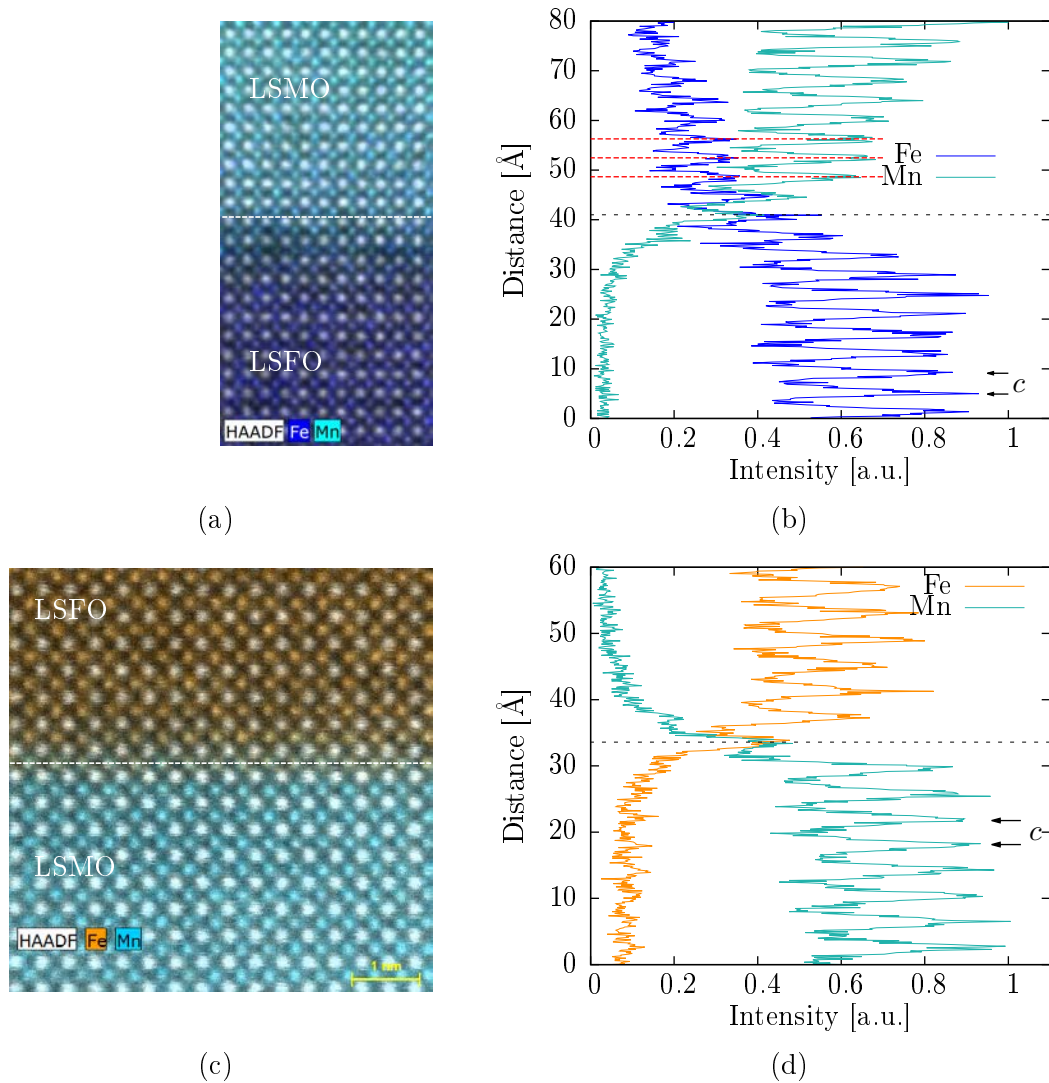 LSMO
LSFO
HAADF Fe Mn
(a)
80
70
60
50
40
30
20
10
0
Distance [Å]
Fe
Mn
c
0 0.2 0.4 0.6 0.8 1
Intensity [a.u.]
(b)
LSFO
LSMO
HAADF Fe Mn
1 nm
(c)
60
50
40
30
20
10
0
Distance [Å]
Fe
Mn
c
0 0.2 0.4 0.6 0.8 1
Intensity [a.u.]
(d)